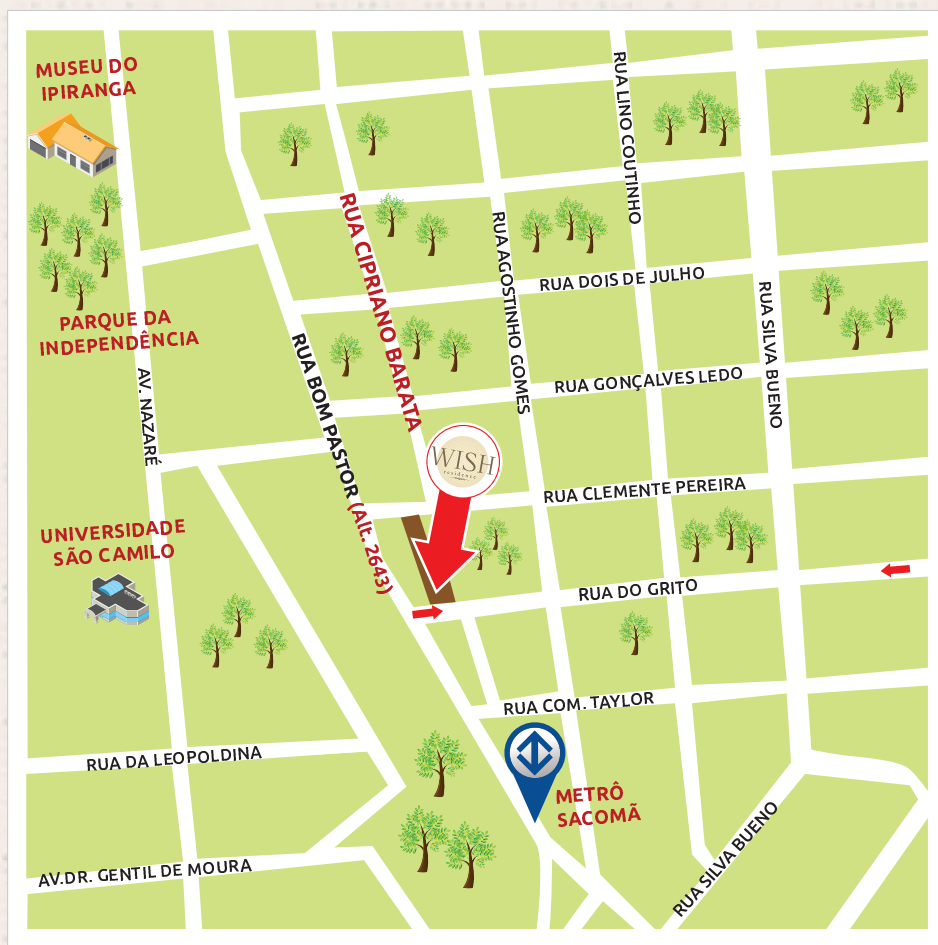 MUSEU DO
IPIRANGA
RUA LINO COUTINHO
RUA CIPRIANO BARATA
RUA AGOSTINHO GOMES
RUA DOIS DE JULHO
RUA SILVA BUENO
PARQUE DA
INDEPENDÊNCIA
RUA BOM PASTOR (Alt. 2643)
AV. NAZARÉ
RUA GONÇALVES LEDO
WISH
residence
RUA CLEMENTE PEREIRA
UNIVERSIDADE
SÃO CAMILO
RUA DO GRITO
RUA COM. TAYLOR
RUA DA LEOPOLDINA
METRÔ
SACOMÃ
RUA SILVA BUENO
AV.DR. GENTIL DE MOURA